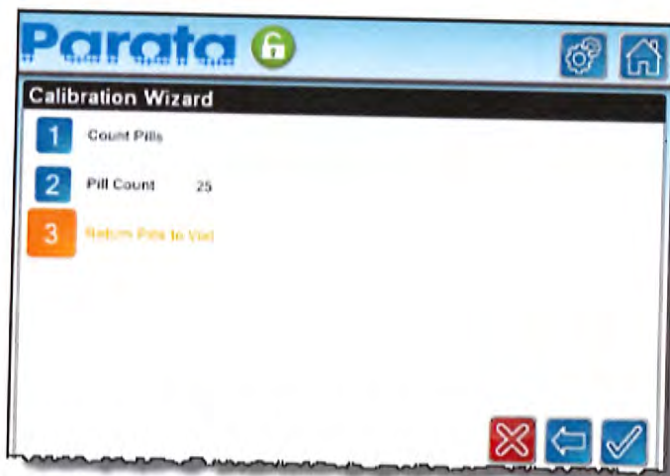 Parata
Calibration Wizard
1 Count Pills
2 Pill Count 25
3 Return Pills to Vial